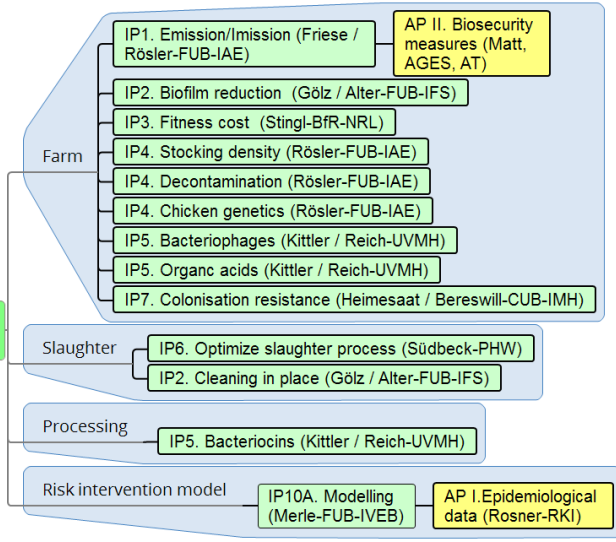 IP1. Emission/Imission (Friese /
Rösler-FUB-IAE)
AP II. Biosecurity
measures (Matt,
AGES, AT)
IP2. Biofilm reduction (Gölz / Alter-FUB-IFS)
IP3. Fitness cost (Stingl-BfR-NRL)
Farm
IP4. Stocking density (Rösler-FUB-IAE)
IP4. Decontamination (Rösler-FUB-IAE)
IP4. Chicken genetics (Rösler-FUB-IAE)
IP5. Bacteriophages (Kittler / Reich-UVMH)
IP5. Organc acids (Kittler / Reich-UVMH)
IP7. Colonisation resistance (Heimesaat / Bereswill-CUB-IMH)
Slaughter
IP6. Optimize slaughter process (Südbeck-PHW)
IP2. Cleaning in place (Gölz / Alter-FUB-IFS)
Processing
IP5. Bacteriocins (Kittler / Reich-UVMH)
Risk intervention model
IP10A. Modelling
(Merle-FUB-IVEB)
AP I.Epidemiological
data (Rosner-RKI)